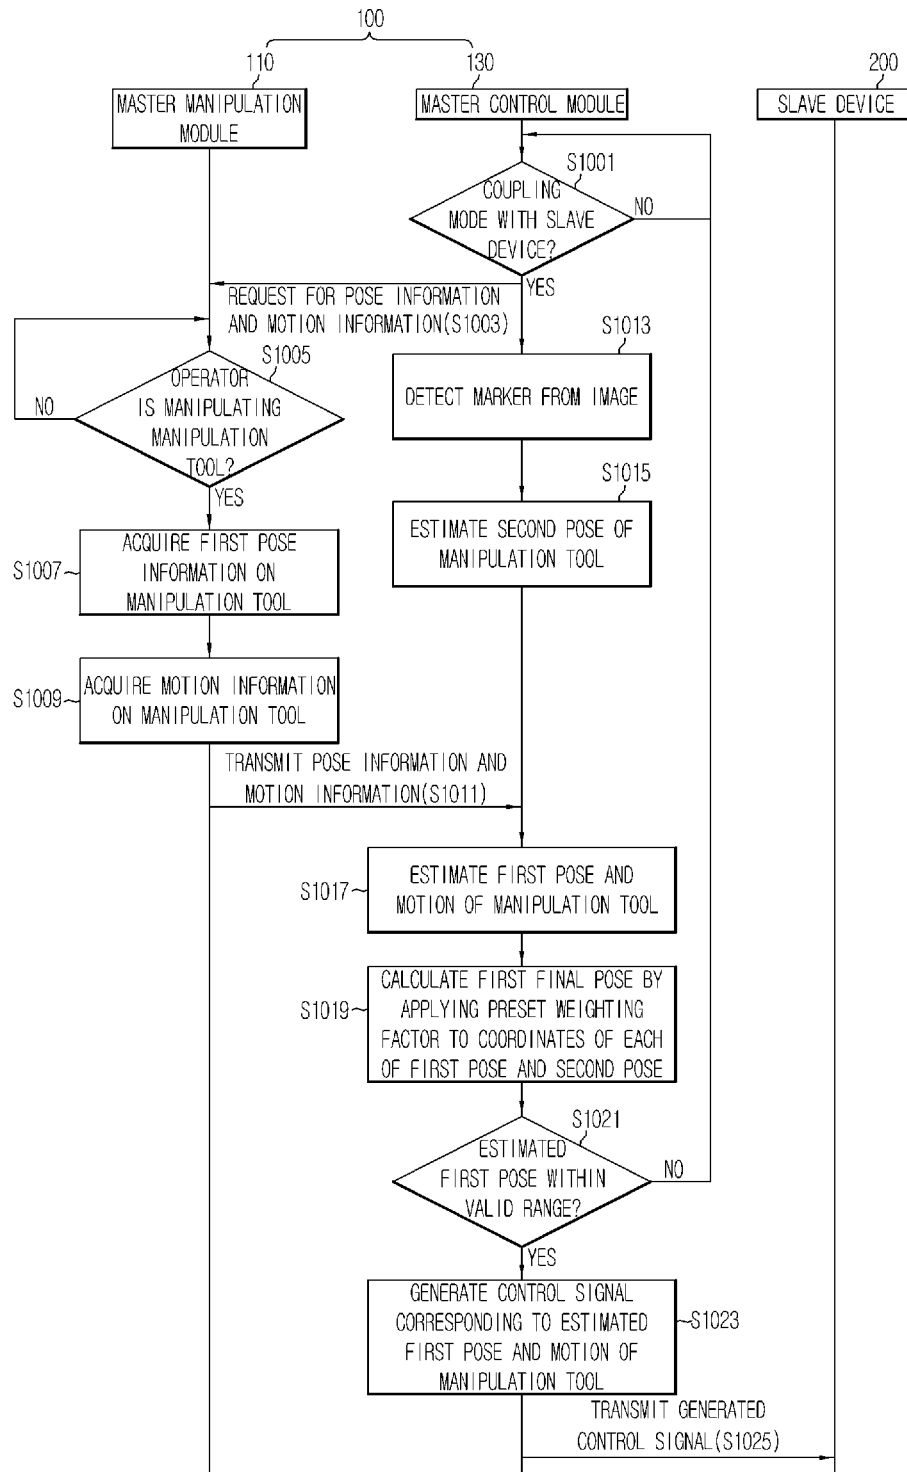 100
110
130
200
MASTER MANIPULATION
MODULE
MASTER CONTROL MODULE
SLAVE DEVICE
S1001
COUPLING
MODE WITH SLAVE
DEVICE?
NO
YES
REQUEST FOR POSE INFORMATION
AND MOTION INFORMATION(S1003)
S1005
OPERATOR
IS MANIPULATING
MANIPULATION
TOOL?
NO
YES
S1013
DETECT MARKER FROM IMAGE
S1015
ESTIMATE SECOND POSE OF
MANIPULATION TOOL
S1007
ACQUIRE FIRST POSE
INFORMATION ON
MANIPULATION TOOL
S1009
ACQUIRE MOTION INFORMATION
ON MANIPULATION TOOL
TRANSMIT POSE INFORMATION AND
MOTION INFORMATION(S1011)
S1017
ESTIMATE FIRST POSE AND
MOTION OF MANIPULATION TOOL
S1019
CALCULATE FIRST FINAL POSE BY
APPLYING PRESET WEIGHTING
FACTOR TO COORDINATES OF EACH
OF FIRST POSE AND SECOND POSE
S1021
ESTIMATED
FIRST POSE WITHIN
VALID RANGE?
NO
YES
GENERATE CONTROL SIGNAL
CORRESPONDING TO ESTIMATED
FIRST POSE AND MOTION OF
MANIPULATION TOOL
S1023
TRANSMIT GENERATED
CONTROL SIGNAL(S1025)